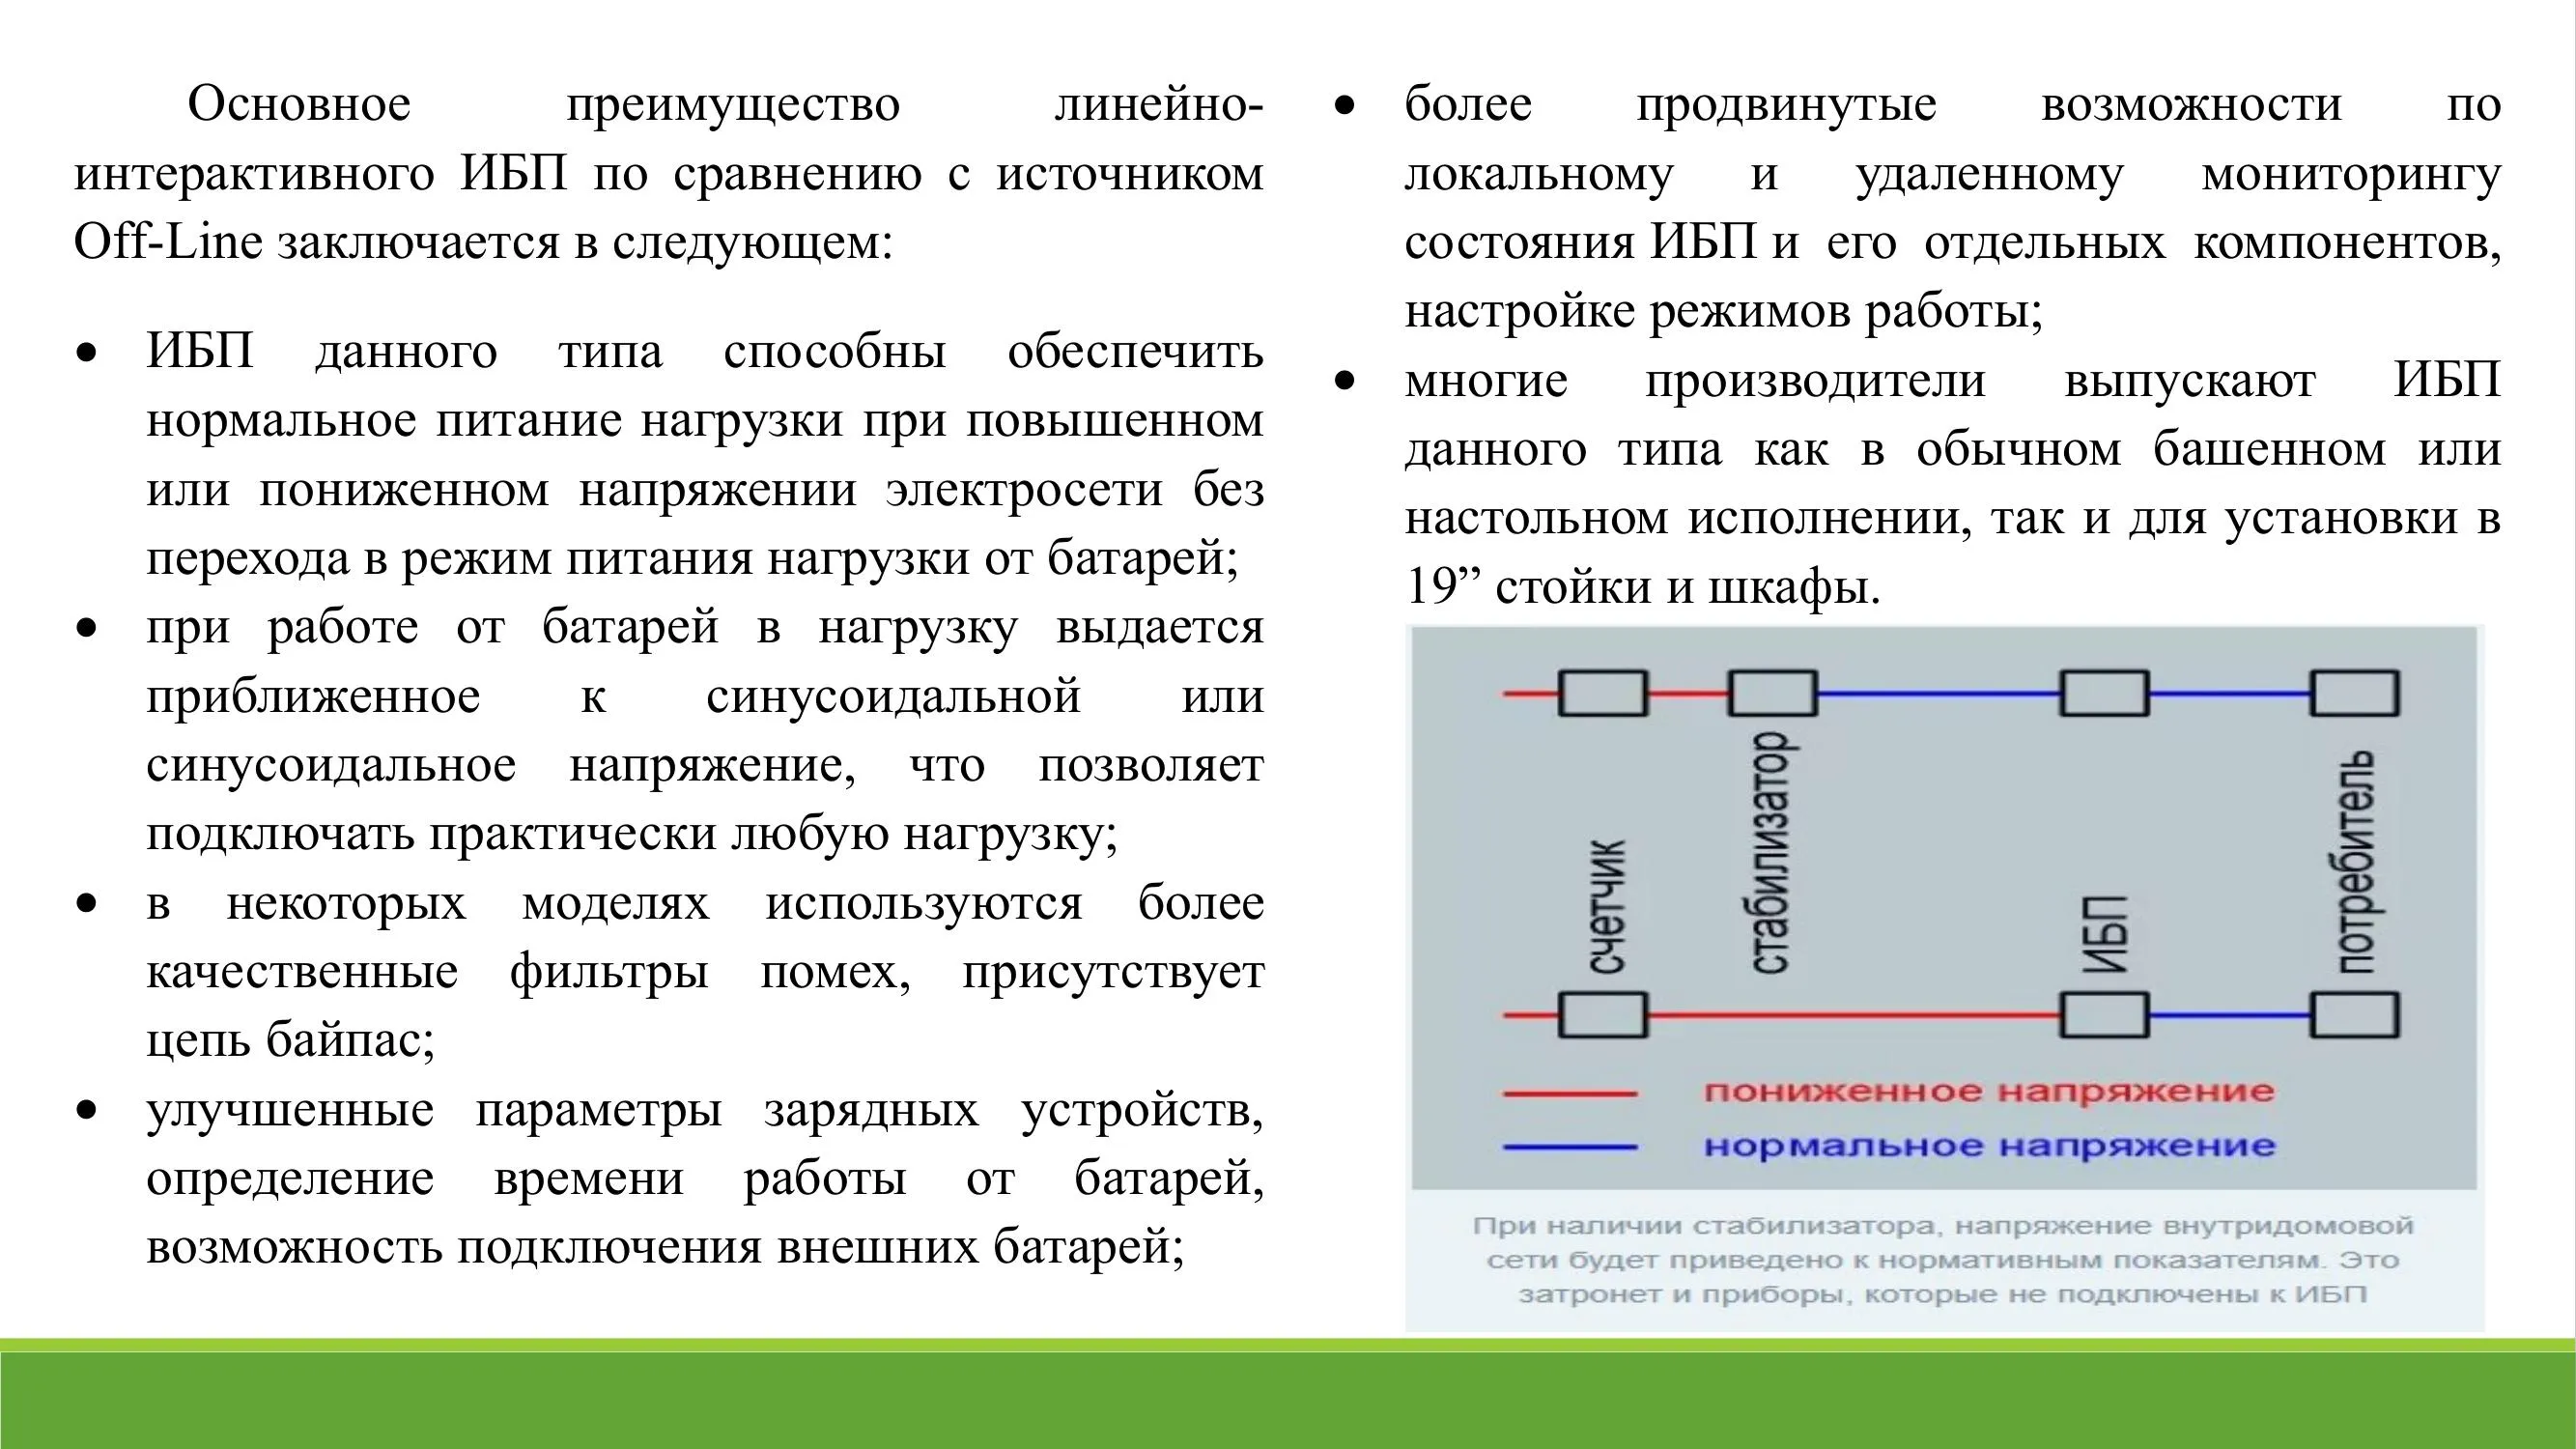 Основное преимущество линейно-
интерактивного ИБП по сравнению с источником
Off-Line заключается в следующем:
• ИБП данного типа способны обеспечить
нормальное питание нагрузки при повышенном
или пониженном напряжении электросети без
перехода в режим питания нагрузки от батарей;
• при работе от батарей в нагрузку выдается
приближенное к синусоидальной или
синусоидальное напряжение, что позволяет
подключать практически любую нагрузку;
• в некоторых моделях используются более
качественные фильтры помех, присутствует
цепь байпас;
• улучшенные параметры зарядных устройств,
определение времени работы от батарей,
возможность подключения внешних батарей;
• более продвинутые возможности по
локальному и удаленному мониторингу
состояния ИБП и его отдельных компонентов,
настройке режимов работы;
• многие производители выпускают ИБП
данного типа как в обычном башенном или
настольном исполнении, так и для установки в
19” стойки и шкафы.
счетчик
стабилизатор
ИБП
потребитель
пониженное напряжение
нормальное напряжение
При наличии стабилизатора, напряжение внутридомовой
сети будет приведено к нормативным показателям. Это
затронет и приборы, которые не подключены к ИБП